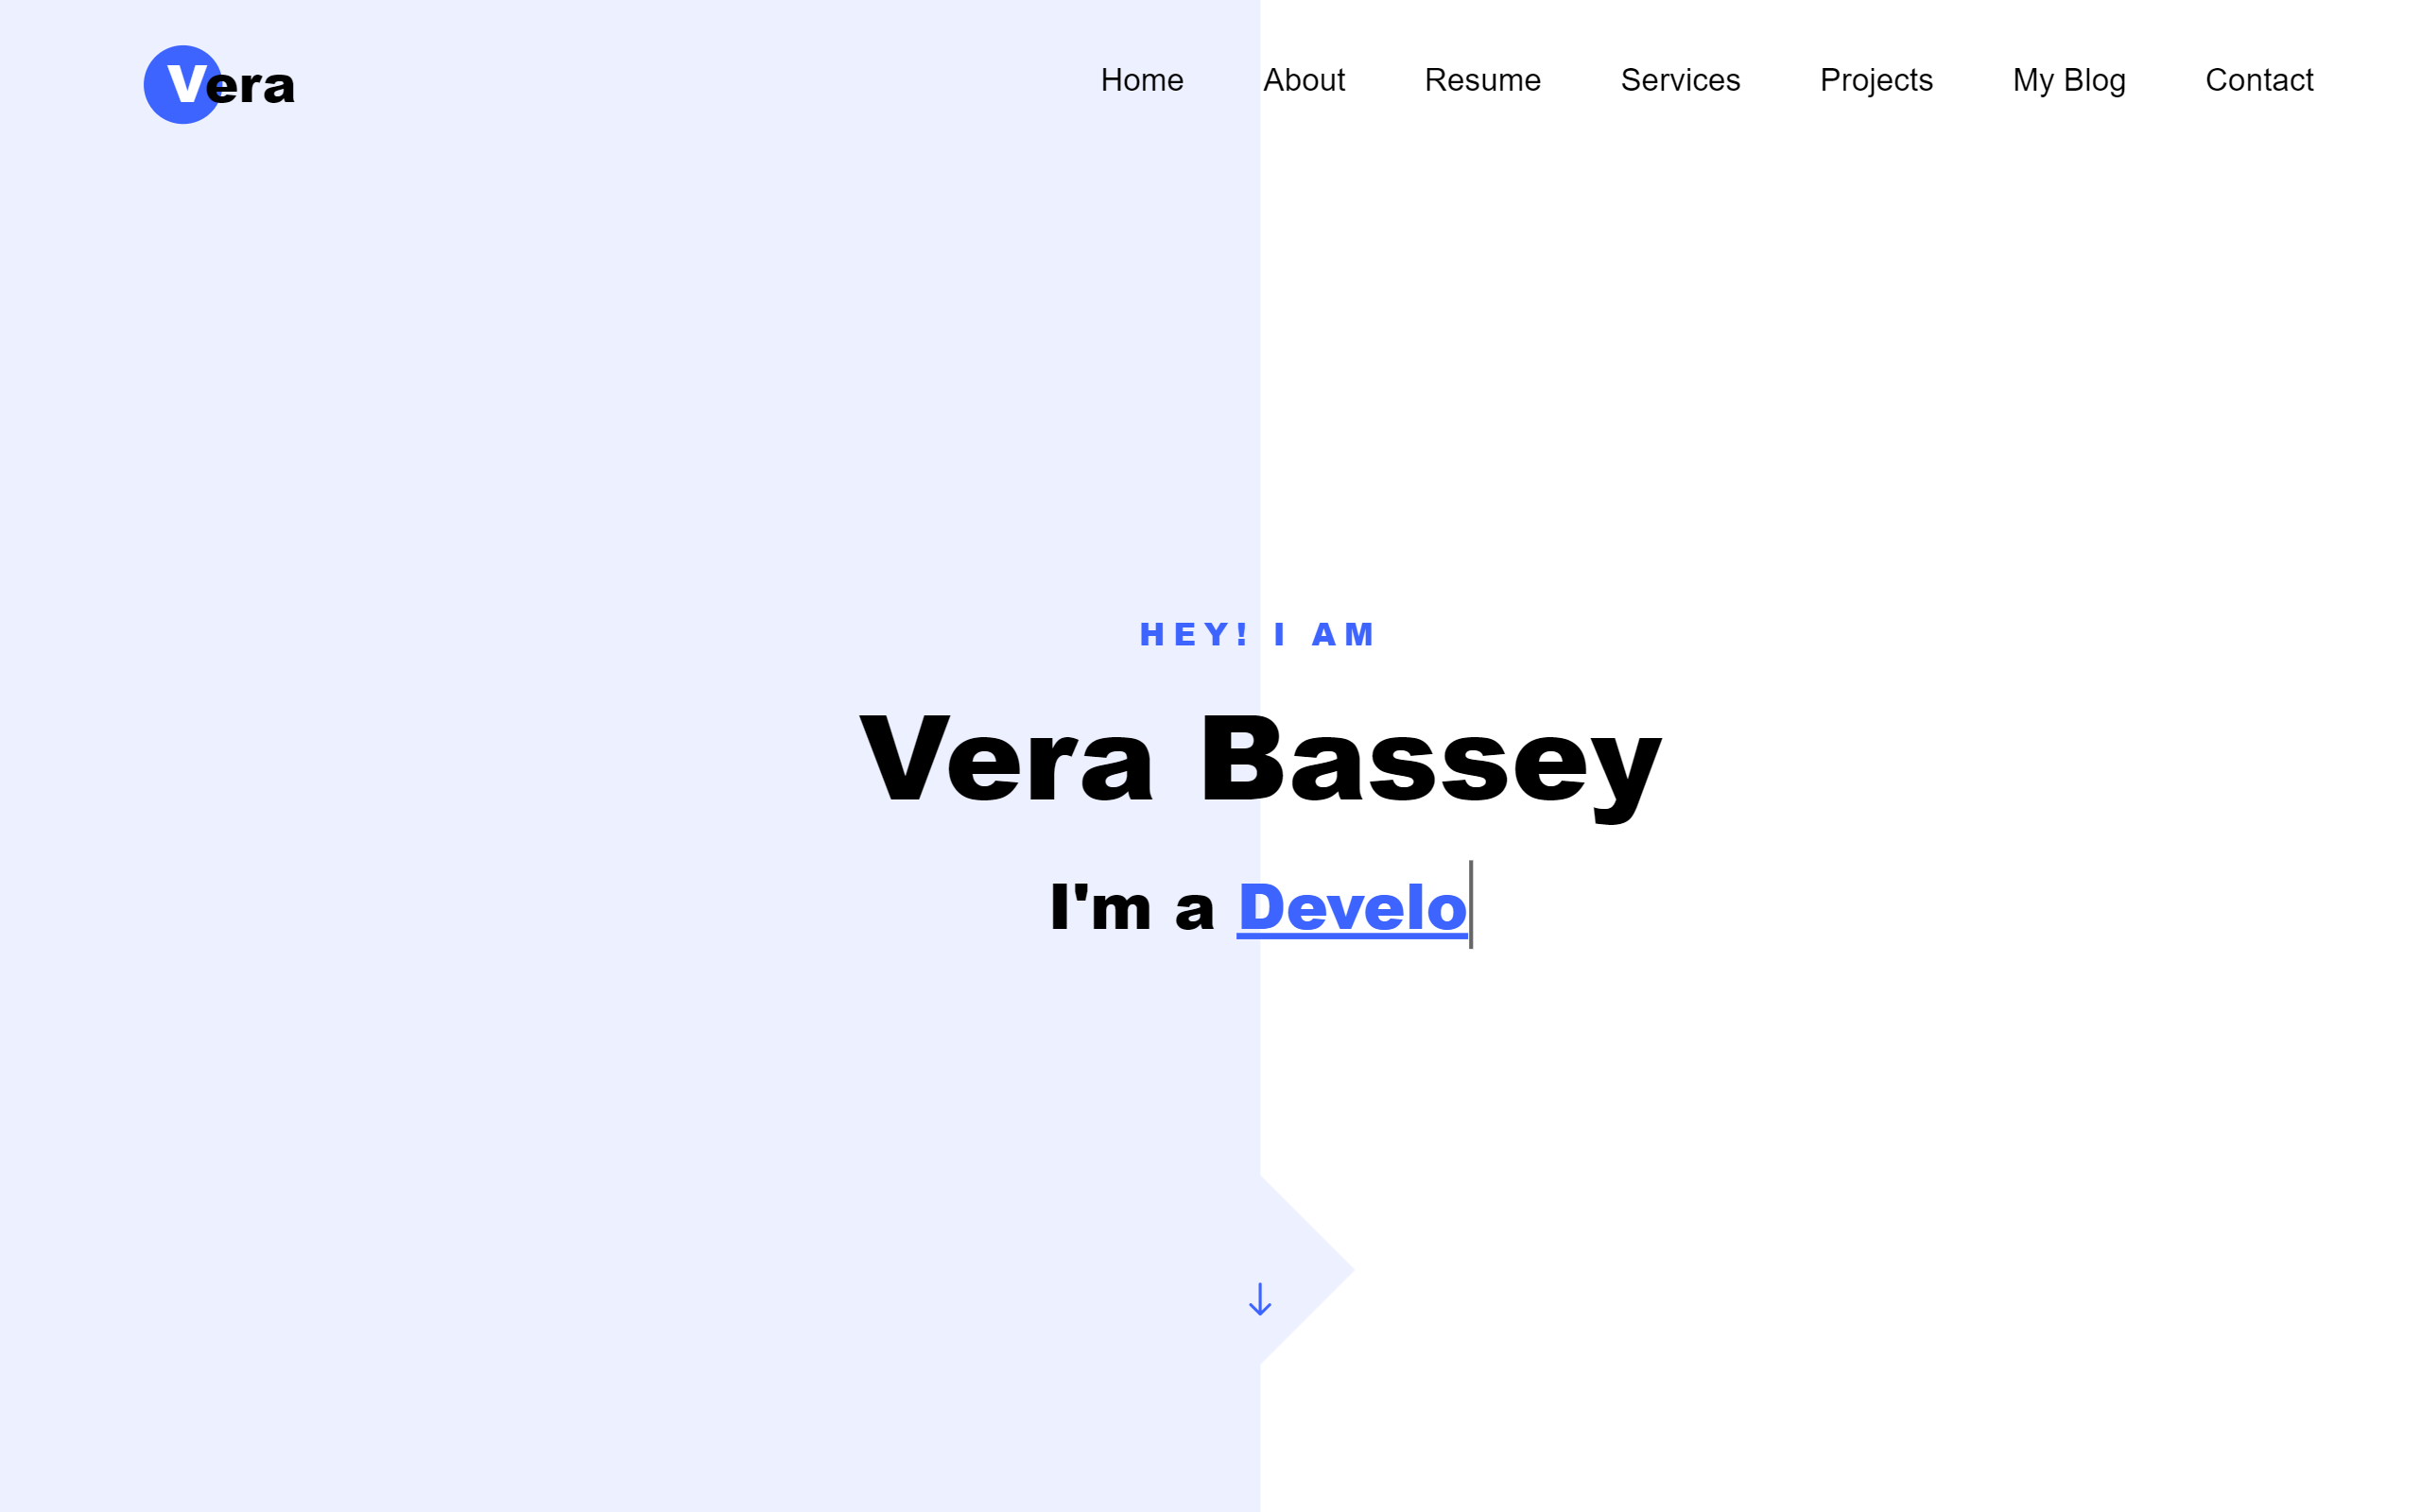 Vera
Home About Resume Services Projects My Blog Contact
HEY! I AM
Vera Bassey
I'm a Develo